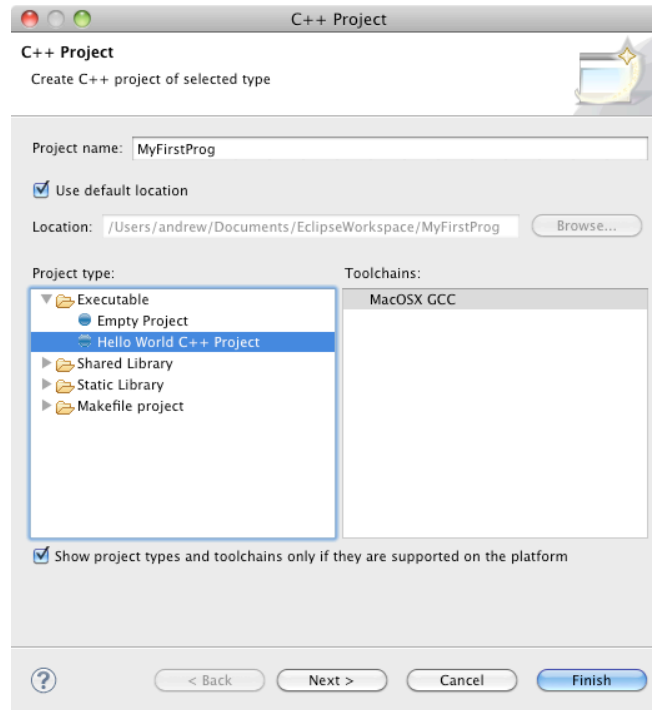 C++ Project
C++ Project
Create C++ project of selected type
Project name: MyFirstProg
Use default location
Location: /Users/andrew/Documents/EclipseWorkspace/MyFirstProg Browse...
Project type:
Executable
Empty Project
Hello World C++ Project
Shared Library
Static Library
Makefile project
Toolchains:
MacOSX GCC
Show project types and toolchains only if they are supported on the platform
? < Back Next > Cancel Finish